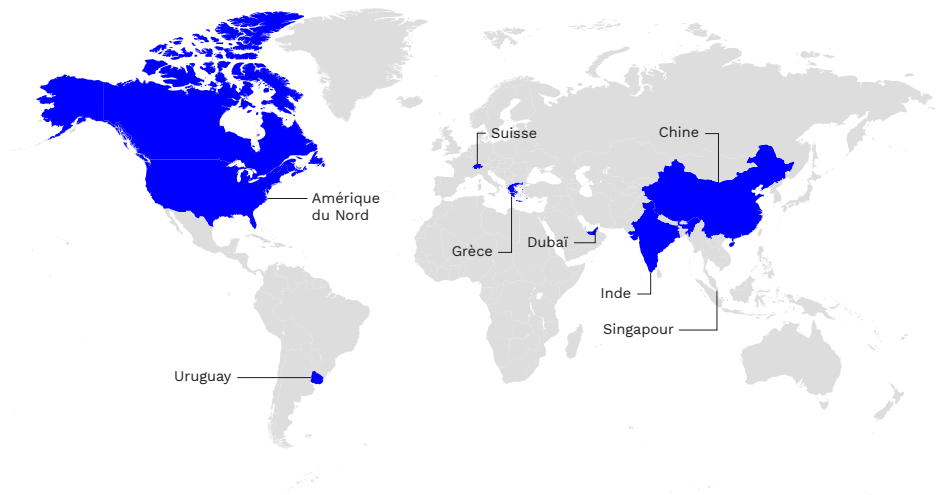 Suisse
Chine
Amérique
du Nord
Grèce
Dubaï
Inde
Singapour
Uruguay